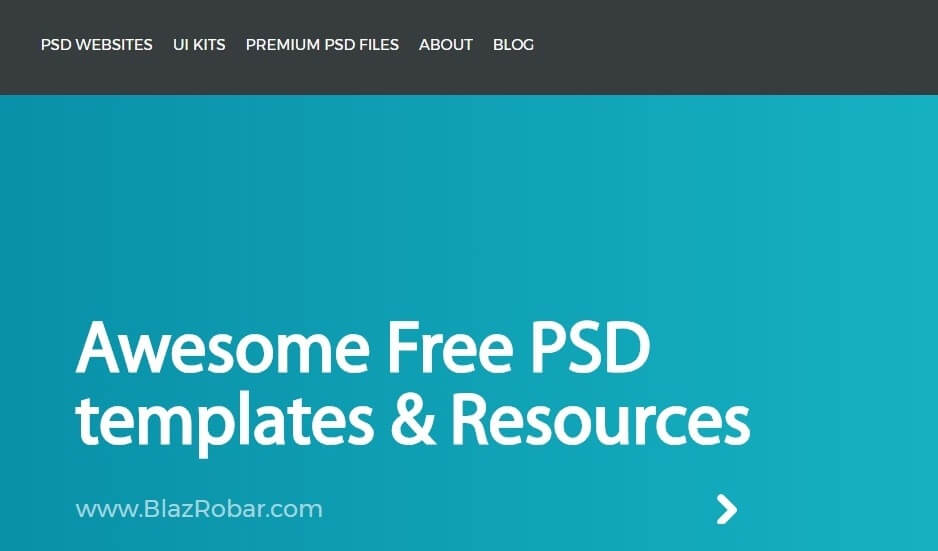 PSD WEBSITES UI KITS PREMIUM PSD FILES ABOUT BLOG
Awesome Free PSD
templates & Resources
www.BlazRobar.com